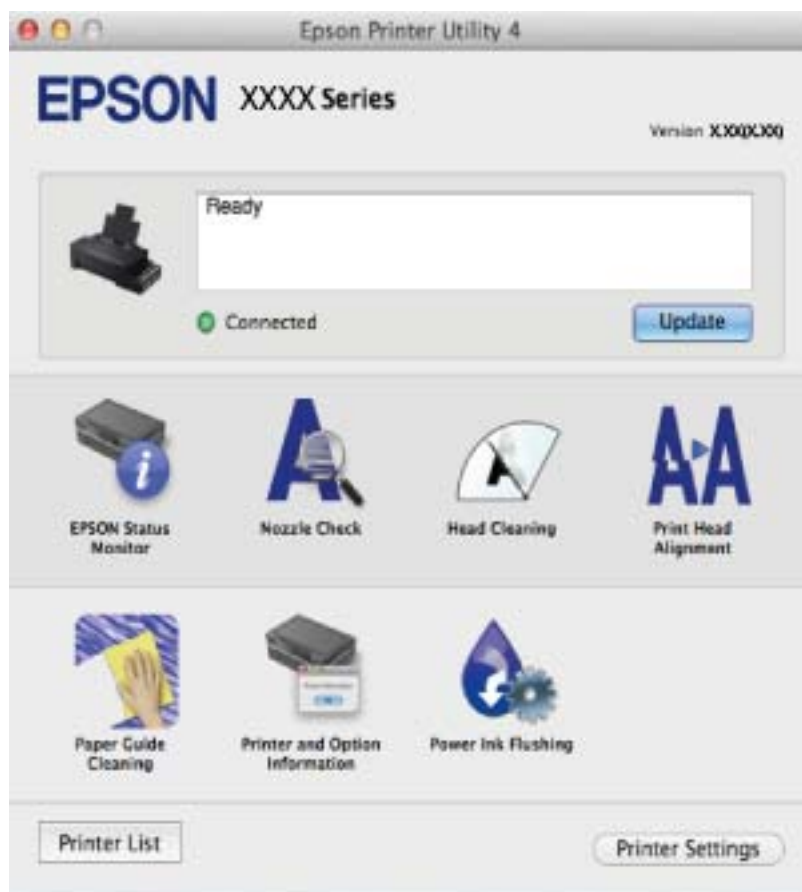 Epson Printer Utility 4
EPSON XXXX Series
Version X.XX(X.XX)
Ready
Connected
Update
EPSON Status
Monitor
Nozzle Check
Head Cleaning
Print Head
Alignment
Paper Guide
Cleaning
Printer and Option
Information
Power Ink Flushing
Printer List
Printer Settings